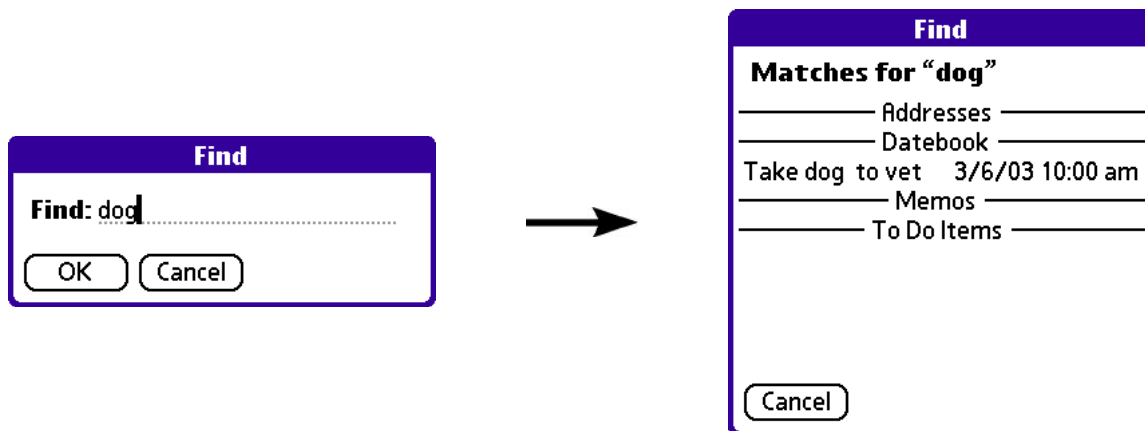 Find
Find: dog
OK Cancel
Find
Matches for “dog”
Addresses
Datebook
Take dog to vet 3/6/03 10:00 am
Memos
To Do Items
Cancel